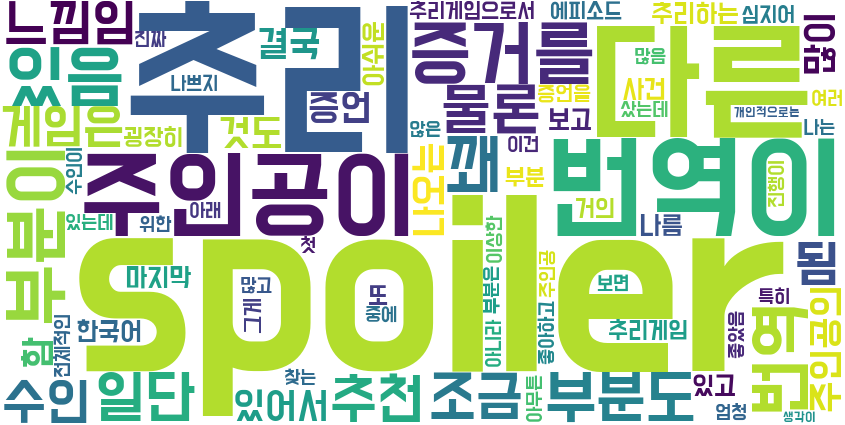 느낌임
진짜
추리
결국
아쉬운
추리게임으로서
에피소드
추리하는
심지어
함이
있음
나쁘지
증언
증거를
다른
많음
사건
증언을
샀는데
여러
개인적으로는
게임은
굉장히
것도
않은
물론
이건
보고
나는
부분이
수인이
주인공이
아래
나오는
꽤
부분
번역이
진행이
거의
나름
있는데
위한
첫
spoiler
이상한
됨
마지막
많고
그게
또
중에
부분은
주인공
보면
특히
좋았음
함
전체적인
한국어
아니라
좋아하고
추리게임
번역
주인공인
수인
일단
있어서
찾는
추천
조금
아무튼
부분도
있고
엄청
생각이